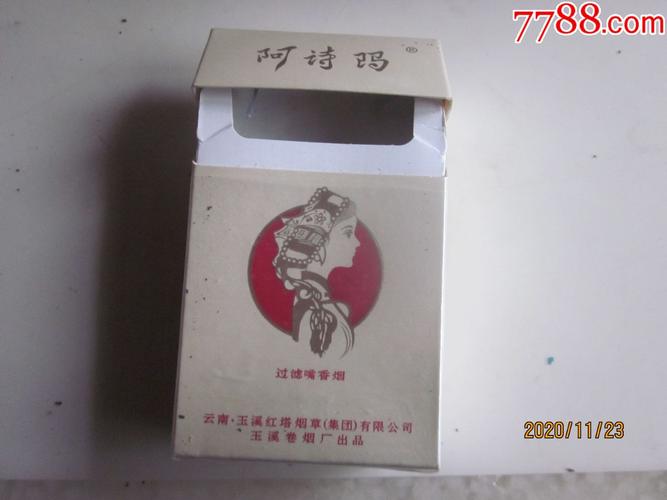 7788.com
阿诗玛®
过滤嘴香烟
云南·玉溪红塔烟草(集团)有限公司
玉溪卷烟厂出品
2020/11/23